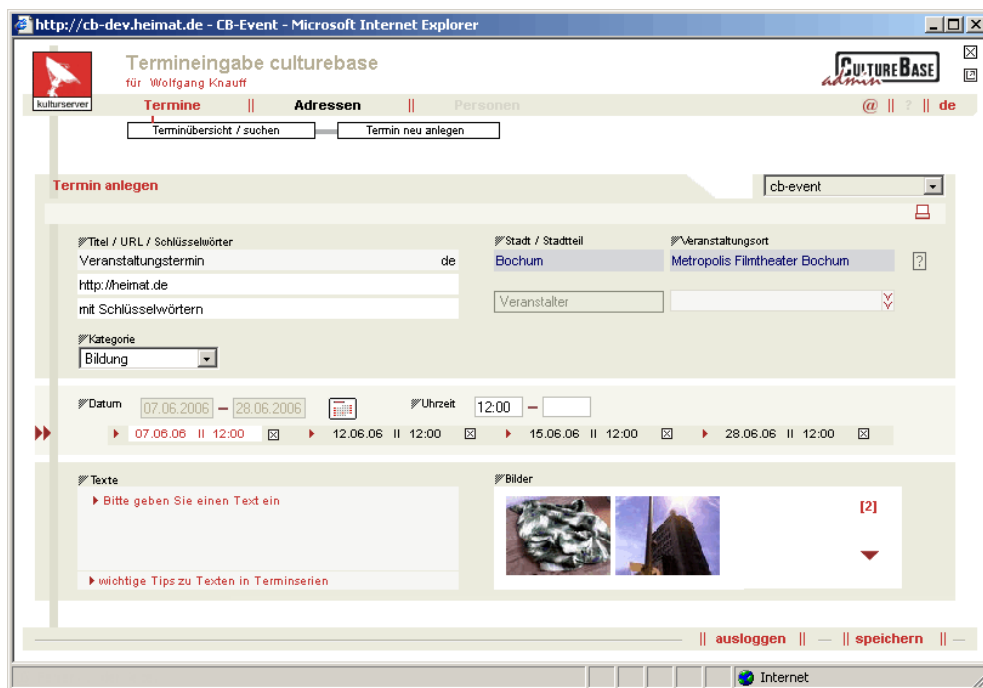 http://cb-dev.heimat.de - CB-Event - Microsoft Internet Explorer
Termineingabe culturebase
für Wolfgang Knauff
kulturserver
CULTUREBASE
admin
Termine || Adressen || Personen
@ || ? || de
Terminübersicht / suchen
Termin neu anlegen
Termin anlegen
cb-event
Titel / URL / Schlüsselwörter
Stadt / Stadtteil
Veranstaltungsort
Veranstaltungstermin de
Bochum
Metropolis Filmtheater Bochum
?
http://heimat.de
mit Schlüsselwörtern
Veranstalter
Kategorie
Bildung
Datum 07.06.2006 – 28.06.2006
Uhrzeit 12:00 –
07.06.06 II 12:00
12.06.06 II 12:00
15.06.06 II 12:00
28.06.06 II 12:00
Texte
Bilder
Bitte geben Sie einen Text ein
[2]
wichtige Tips zu Texten in Terminserien
|| ausloggen || — || speichern || —
Internet